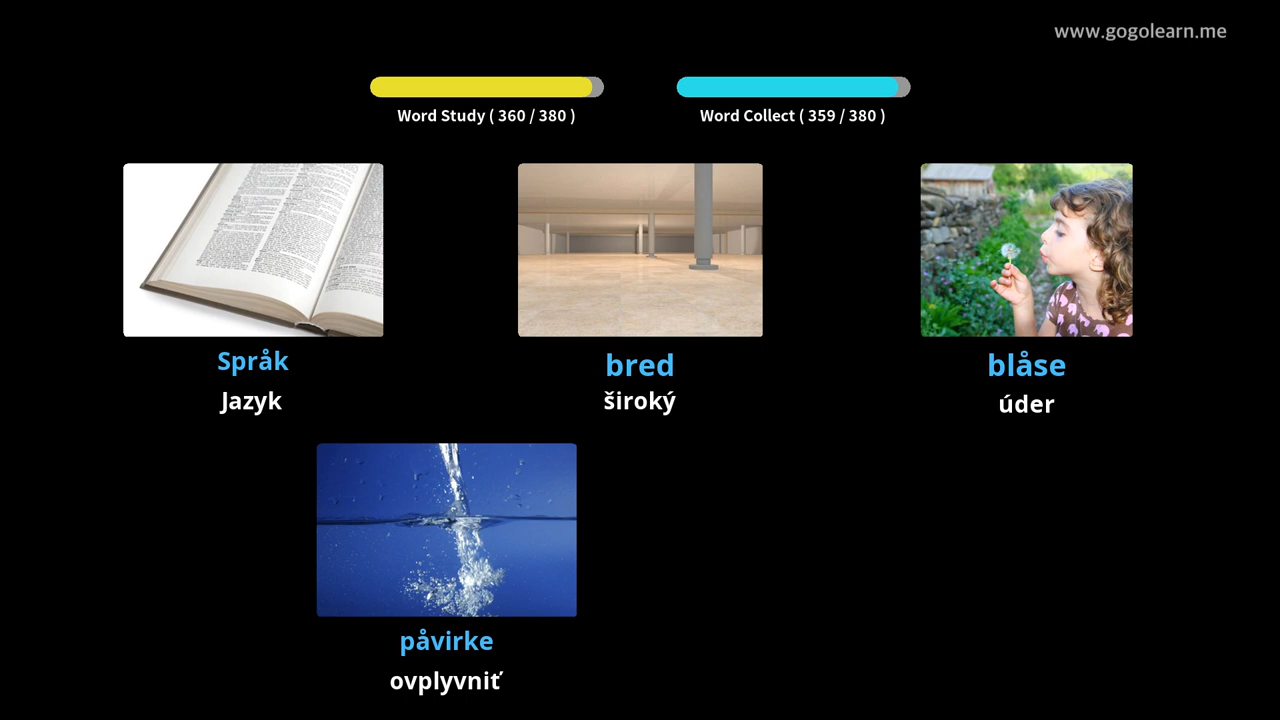 www.gogolearn.me
Word Study ( 360 / 380 )
Word Collect ( 359 / 380 )
Språk
Jazyk
bred
široký
blåse
úder
påvirke
ovplyvniť